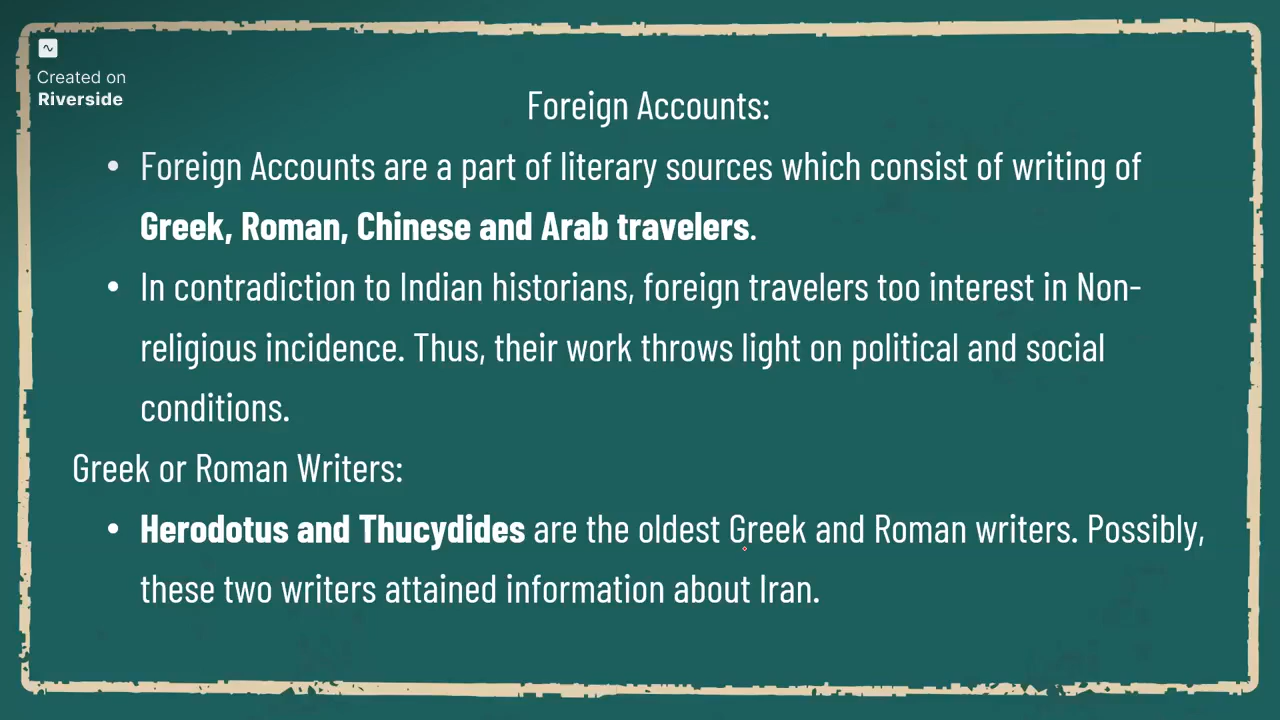 Created on
Riverside
Foreign Accounts:
• Foreign Accounts are a part of literary sources which consist of writing of
Greek, Roman, Chinese and Arab travelers.
• In contradiction to Indian historians, foreign travelers too interest in Non-
religious incidence. Thus, their work throws light on political and social
conditions.
Greek or Roman Writers:
• Herodotus and Thucydides are the oldest Greek and Roman writers. Possibly,
these two writers attained information about Iran.